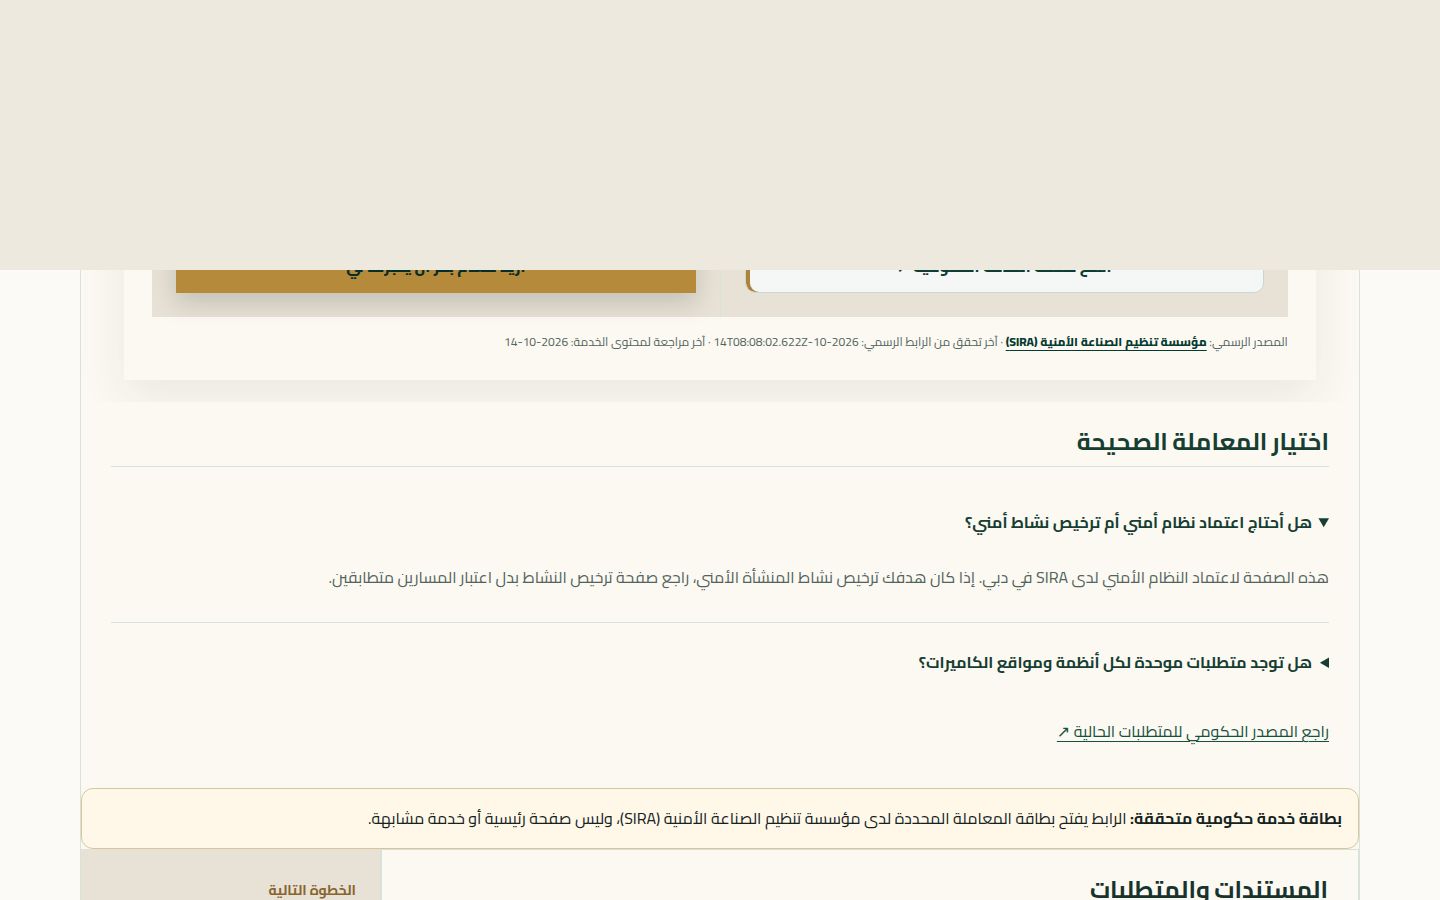 المصدر الرسمي: مؤسسة تنظيم الصناعة الأمنية (SIRA) · آخر تحقق من الرابط الرسمي: 2026-10-14T08:08:02.622Z · آخر مراجعة لمحتوى الخدمة: 2026-10-14
اختيار المعاملة الصحيحة
هل أحتاج اعتماد نظام أمني أم ترخيص نشاط أمني؟
هذه الصفحة لاعتماد النظام الأمني لدى SIRA في دبي. إذا كان هدفك ترخيص نشاط المنشأة الأمني، راجع صفحة ترخيص النشاط بدل اعتبار المسارين متطابقين.
هل توجد متطلبات موحدة لكل أنظمة ومواقع الكاميرات؟
راجع المصدر الحكومي للمتطلبات الحالية ↗
بطاقة خدمة حكومية متحققة: الرابط يفتح بطاقة المعاملة المحددة لدى مؤسسة تنظيم الصناعة الأمنية (SIRA)، وليس صفحة رئيسية أو خدمة مشابهة.
المستندات والمتطلبات
الخطوة التالية